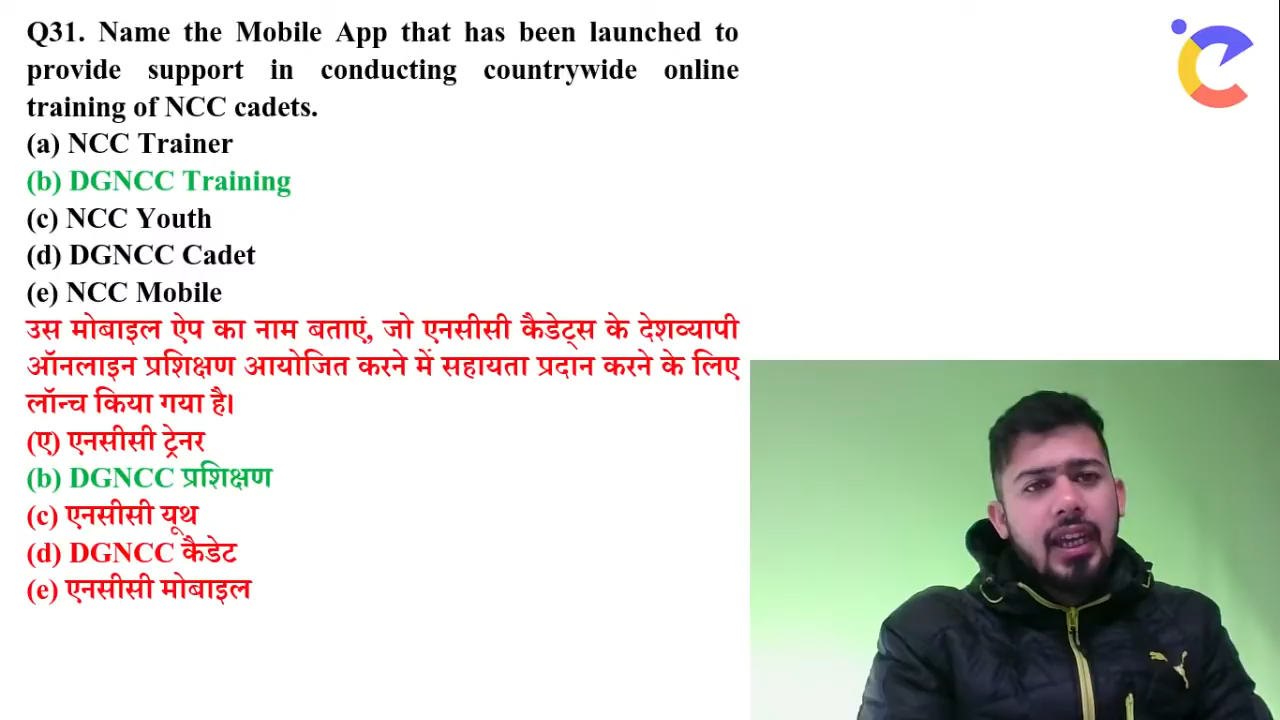 Q31. Name the Mobile App that has been launched to
provide support in conducting countrywide online
training of NCC cadets.
(a) NCC Trainer
(b) DGNCC Training
(c) NCC Youth
(d) DGNCC Cadet
(e) NCC Mobile
उस मोबाइल ऐप का नाम बताएं, जो एनसीसी कैडेट्स के देशव्यापी
ऑनलाइन प्रशिक्षण आयोजित करने में सहायता प्रदान करने के लिए
लॉन्च किया गया है।
(ए) एनसीसी ट्रेनर
(b) DGNCC प्रशिक्षण
(c) एनसीसी यूथ
(d) DGNCC कैडेट
(e) एनसीसी मोबाइल